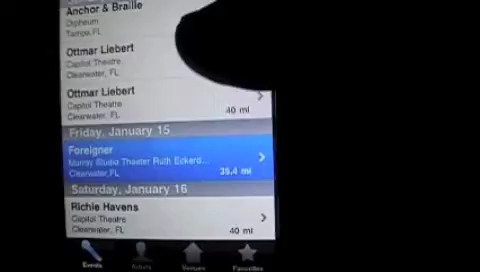 Anchor & Braille
Orpheum
Tampa, FL
Ottmar Liebert
Capitol Theatre
Clearwater, FL
Ottmar Liebert
Capitol Theatre
Clearwater, FL
40 mi
Friday, January 15
Foreigner
Murray Studio Theater Ruth Eckerd...
Clearwater, FL
35.4 mi
Saturday, January 16
Richie Havens
Capitol Theatre
Clearwater, FL
40 mi
Events
Artists
Venues
Favorites